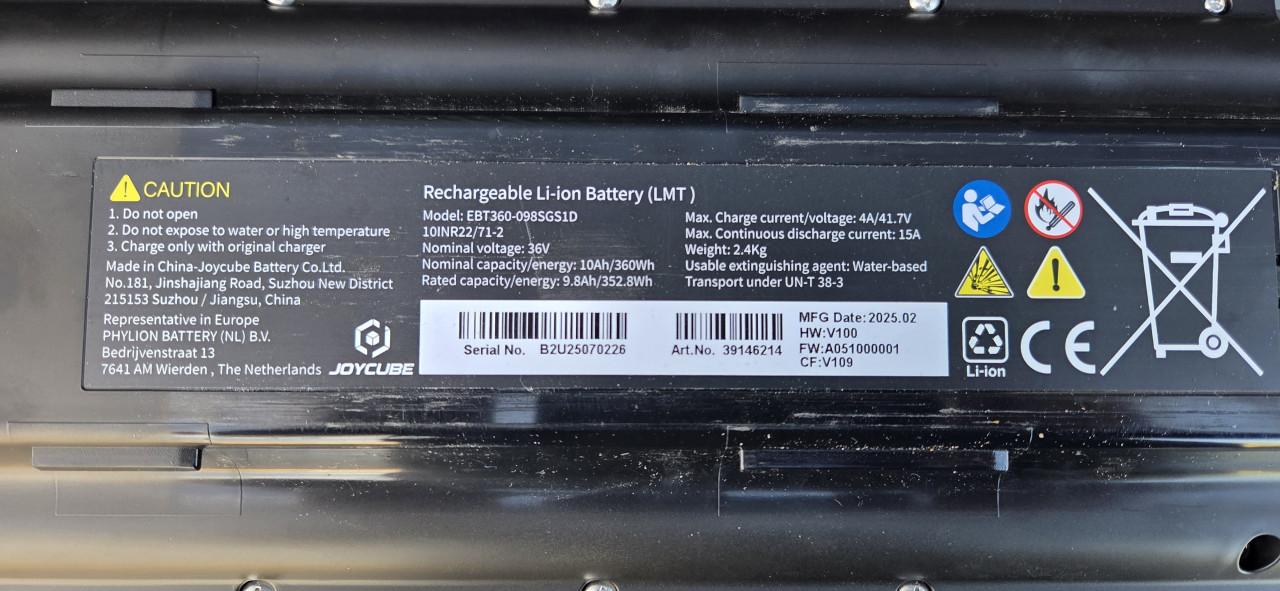 CAUTION
1. Do not open
2. Do not expose to water or high temperature
3. Charge only with original charger
Made in China-Joycube Battery Co.Ltd.
No.181, Jinshajiang Road, Suzhou New District
215153 Suzhou / Jiangsu, China
Representative in Europe
PHYLION BATTERY (NL) B.V.
Bedrijvenstraat 13
7641 AM Wierden , The Netherlands
JOYCUBE
Rechargeable Li-ion Battery (LMT )
Model: EBT360-098SGS1D
10INR22/71-2
Nominal voltage: 36V
Nominal capacity/energy: 10Ah/360Wh
Rated capacity/energy: 9.8Ah/352.8Wh
Max. Charge current/voltage: 4A/41.7V
Max. Continuous discharge current: 15A
Weight: 2.4Kg
Usable extinguishing agent: Water-based
Transport under UN-T 38-3
Serial No. B2U25070226
Art.No. 39146214
MFG Date: 2025.02
HW:V100
FW:A051000001
CF:V109
Li-ion
CE